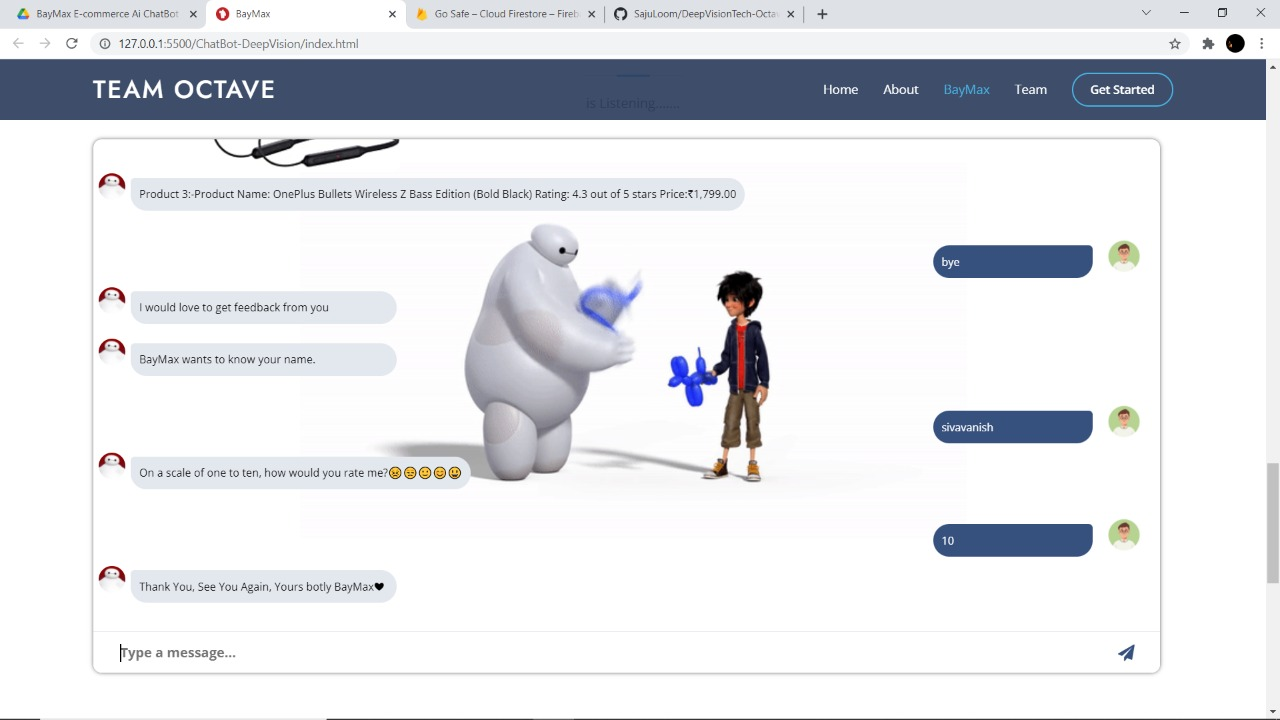 BayMax E-commerce Ai ChatBot
BayMax
Go Safe – Cloud Firestore – Fireb
SajuLoom/DeepVisionTech-Octav
127.0.0.1:5500/ChatBot-DeepVision/index.html
TEAM OCTAVE
is Listening.......
Home
About
BayMax
Team
Get Started
Product 3:-Product Name: OnePlus Bullets Wireless Z Bass Edition (Bold Black) Rating: 4.3 out of 5 stars Price:₹1,799.00
bye
I would love to get feedback from you
BayMax wants to know your name.
sivavanish
On a scale of one to ten, how would you rate me?😣😔🙂😊😀
10
Thank You, See You Again, Yours botly BayMax🖤
Type a message...